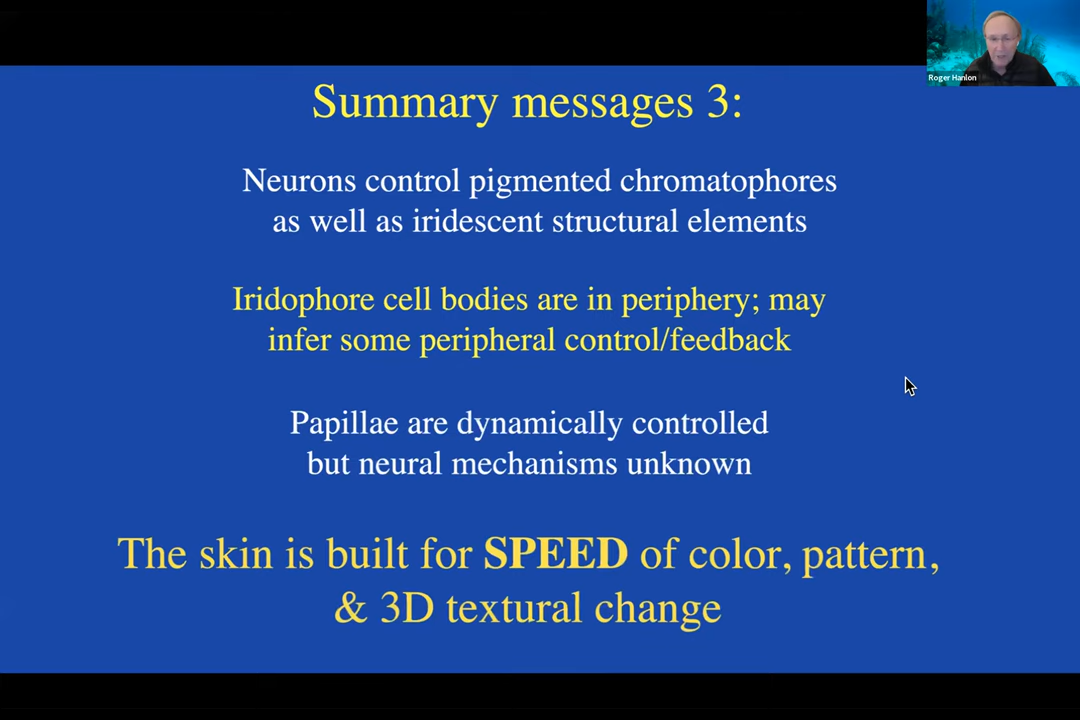 Roger Hanlon
Summary messages 3:
Neurons control pigmented chromatophores
as well as iridescent structural elements
Iridophore cell bodies are in periphery; may
infer some peripheral control/feedback
Papillae are dynamically controlled
but neural mechanisms unknown
The skin is built for SPEED of color, pattern,
& 3D textural change